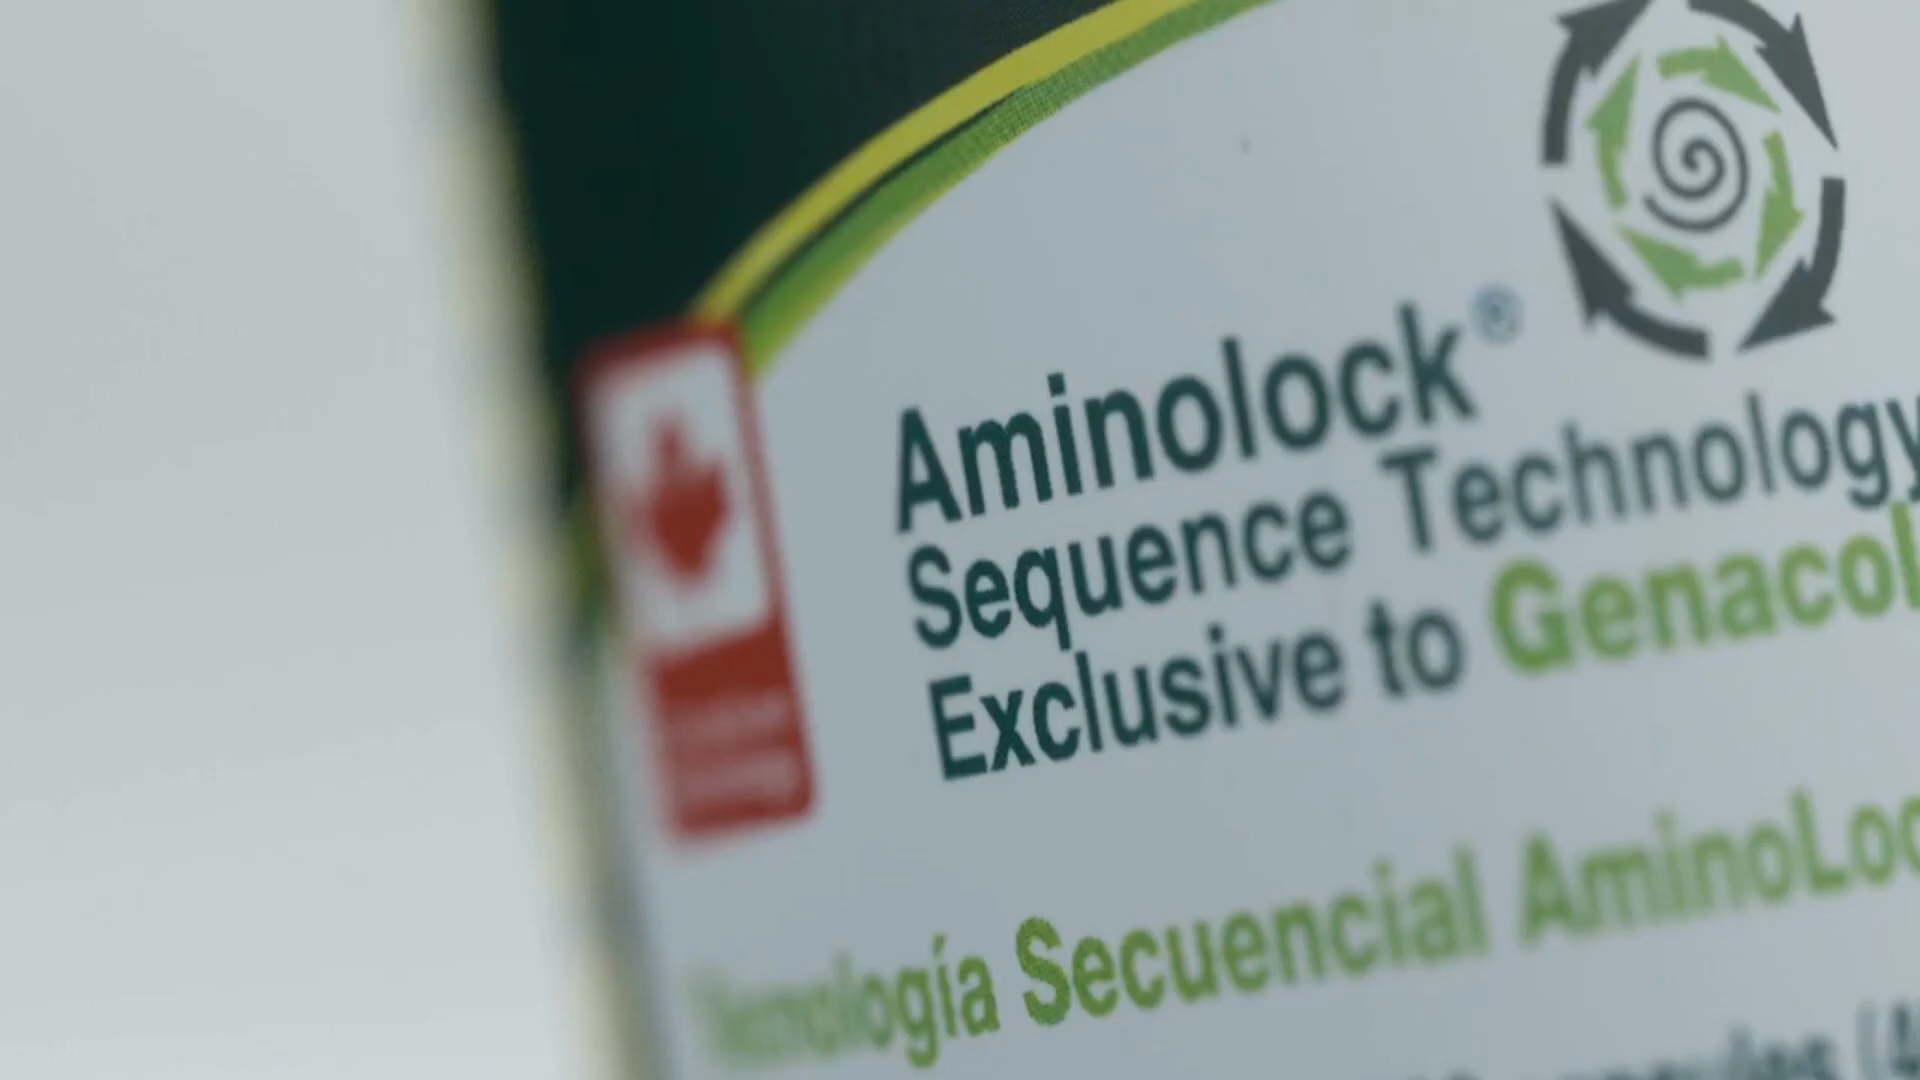 Aminolock®
Sequence Technology
Exclusive to Genacol
Tecnología Secuencial AminoLoc